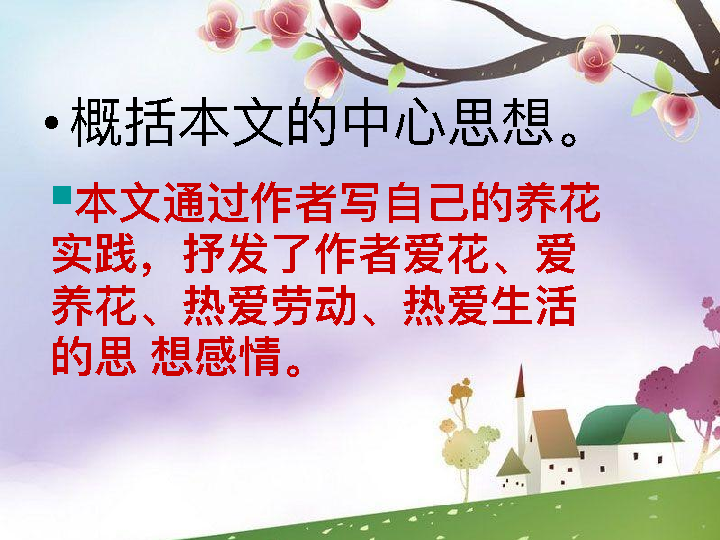 •概括本文的中心思想。
▪本文通过作者写自己的养花
实践，抒发了作者爱花、爱
养花、热爱劳动、热爱生活
的思 想感情。